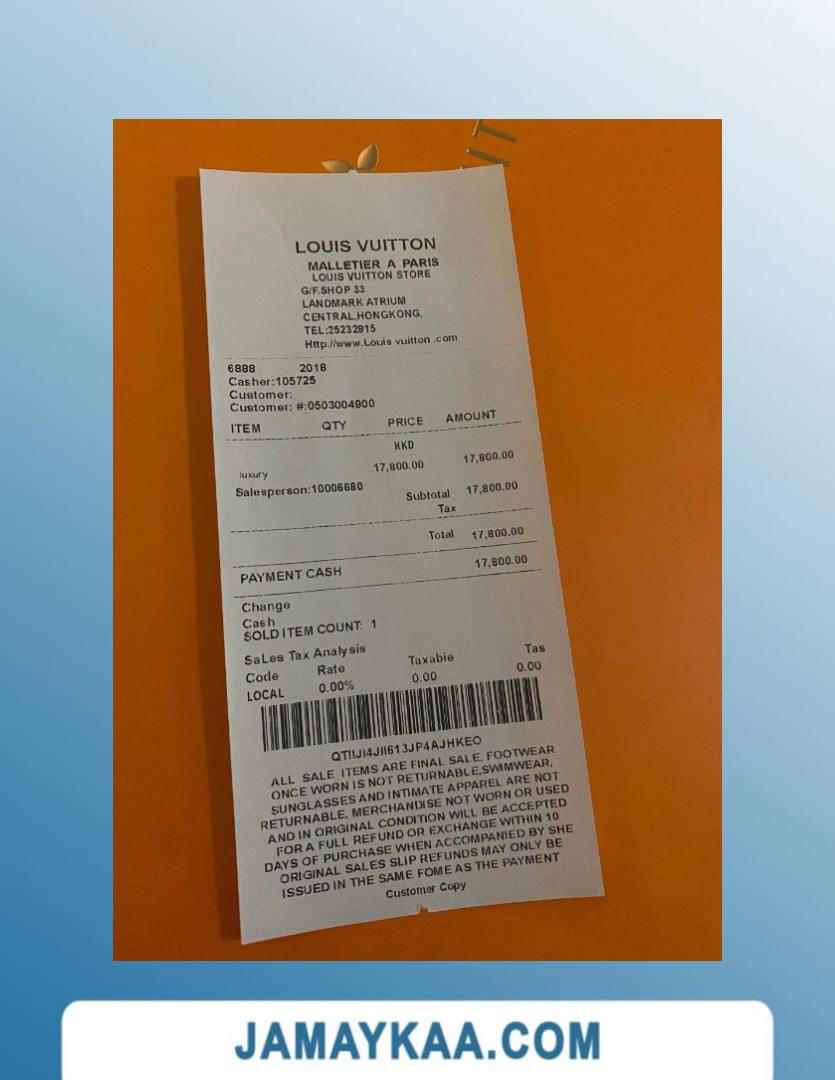 IT
LOUIS VUITTON
MALLETIER A PARIS
LOUIS VUITTON STORE
G/F.SHOP 33
LANDMARK ATRIUM
CENTRAL,HONGKONG,
TEL:25232915
Http.//www.Louis vuitton .com
6888 2018
Casher:105725
Customer:
Customer: #:0503004900
ITEM QTY PRICE AMOUNT
HKD
luxury 17,800.00 17,800.00
Salesperson:10006680
Subtotal 17,800.00
Tax
Total 17,800.00
PAYMENT CASH 17,800.00
Change
Cash
SOLD ITEM COUNT: 1
SaLes Tax Analysis
Code Rate Taxabie Tas
LOCAL 0.00% 0.00 0.00
QTIIJI4JII613JP4AJHKEO
ALL SALE ITEMS ARE FINAL SALE. FOOTWEAR
ONCE WORN IS NOT RETURNABLE,SWIMWEAR,
SUNGLASSES AND INTIMATE APPAREL ARE NOT
RETURNABLE, MERCHANDISE NOT WORN OR USED
AND IN ORIGINAL CONDITION WILL BE ACCEPTED
FOR A FULL REFUND OR EXCHANGE WITHIN 10
DAYS OF PURCHASE WHEN ACCOMPANIED BY SHE
ORIGINAL SALES SLIP REFUNDS MAY ONLY BE
ISSUED IN THE SAME FOME AS THE PAYMENT
Customer Copy
JAMAYKAA.COM